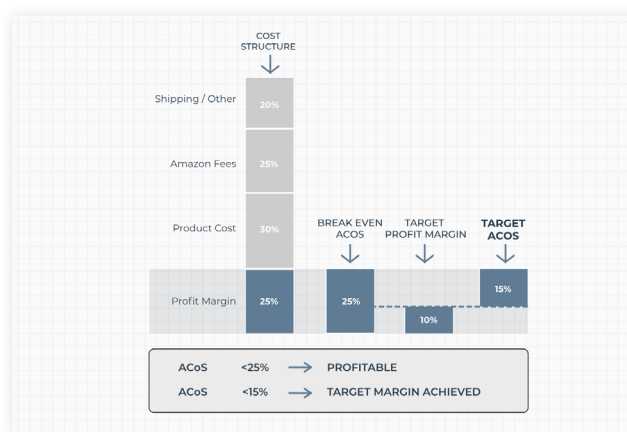 COST
STRUCTURE
Shipping / Other
20%
Amazon Fees
25%
Product Cost
30%
BREAK EVEN
ACOS
TARGET
PROFIT MARGIN
TARGET
ACOS
Profit Margin
25%
25%
10%
15%
ACoS <25% PROFITABLE
ACoS <15% TARGET MARGIN ACHIEVED